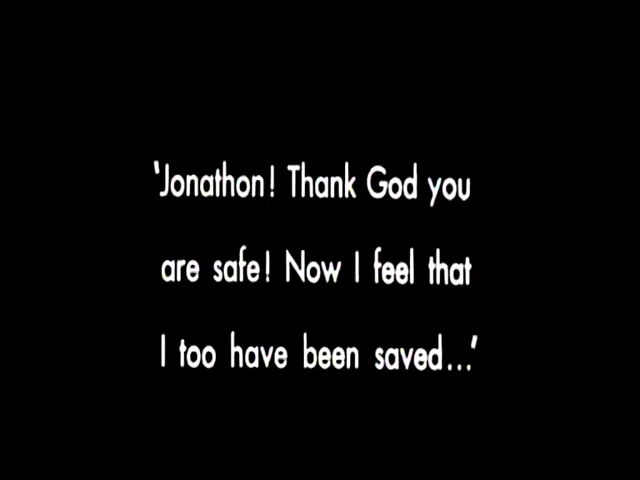 'Jonathon! Thank God you
are safe! Now I feel that
I too have been saved...'